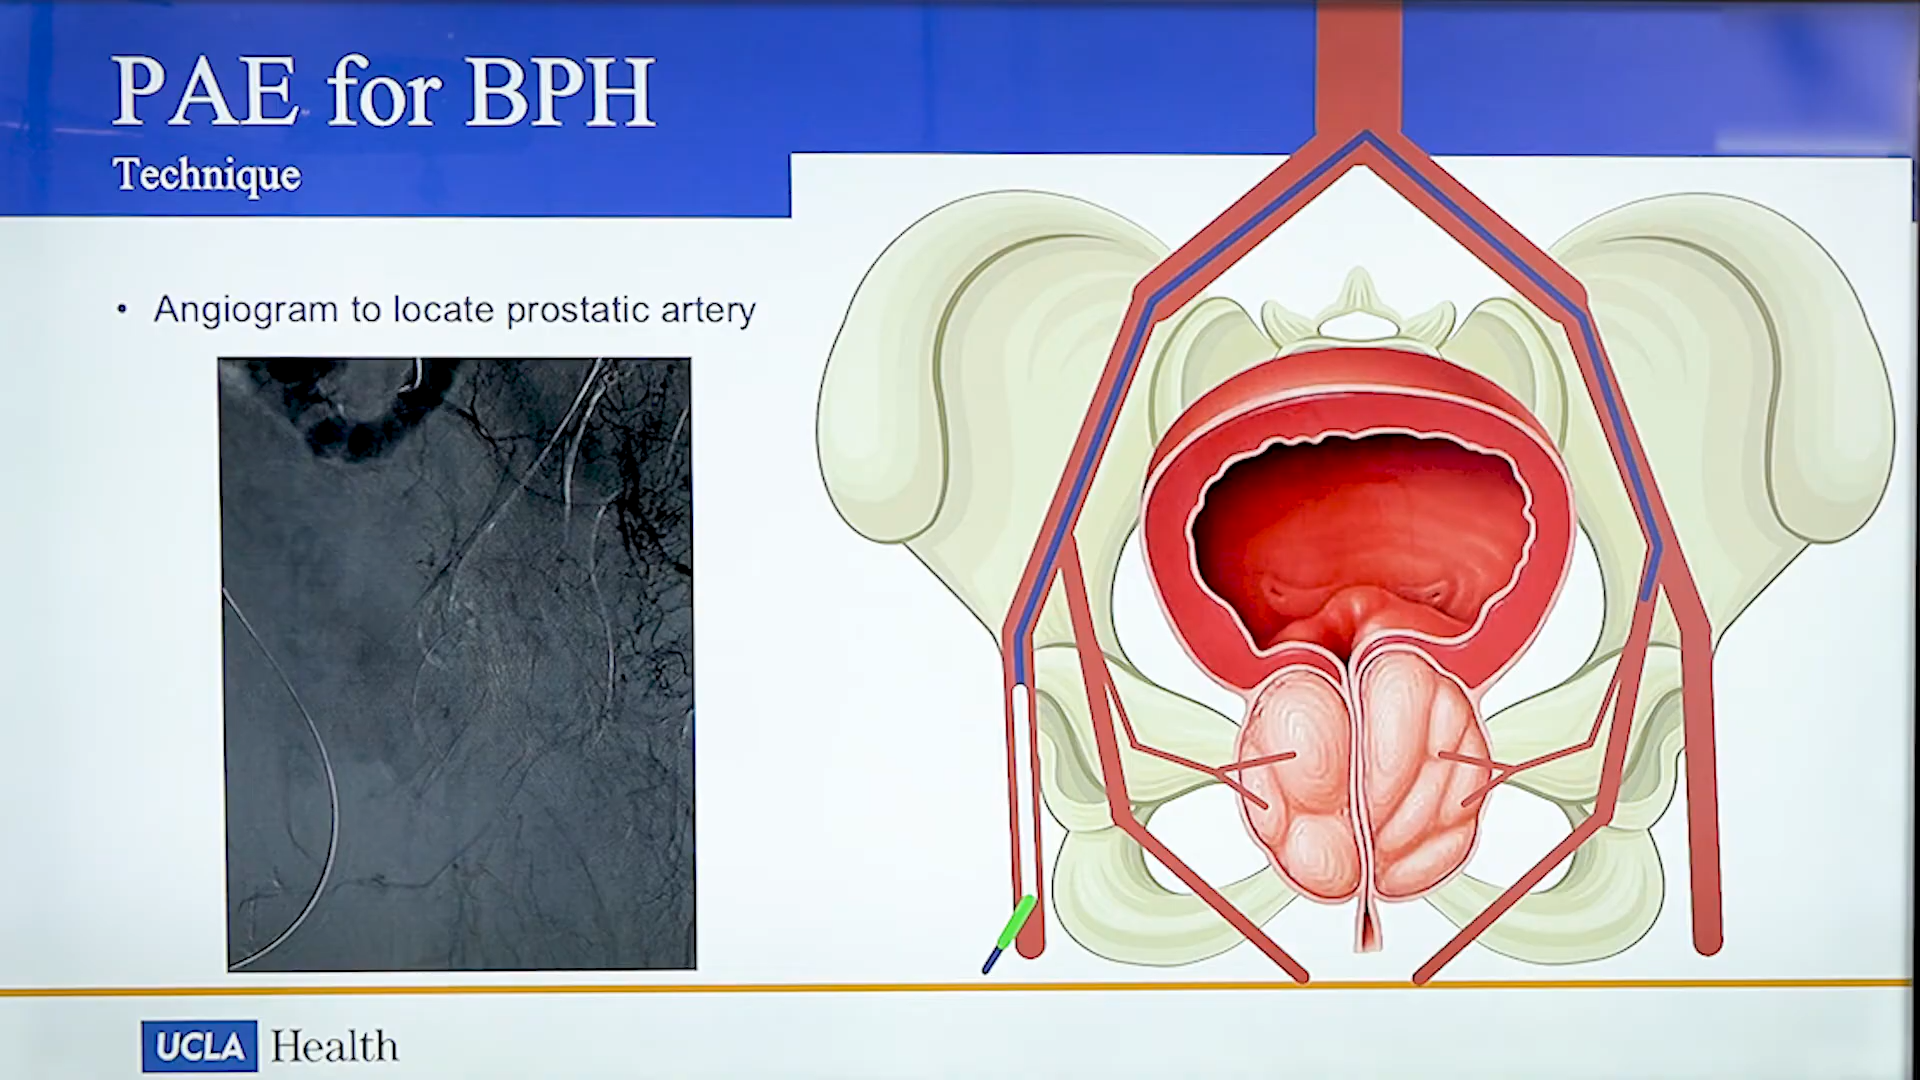 PAE for BPH
Technique
• Angiogram to locate prostatic artery
UCLA Health